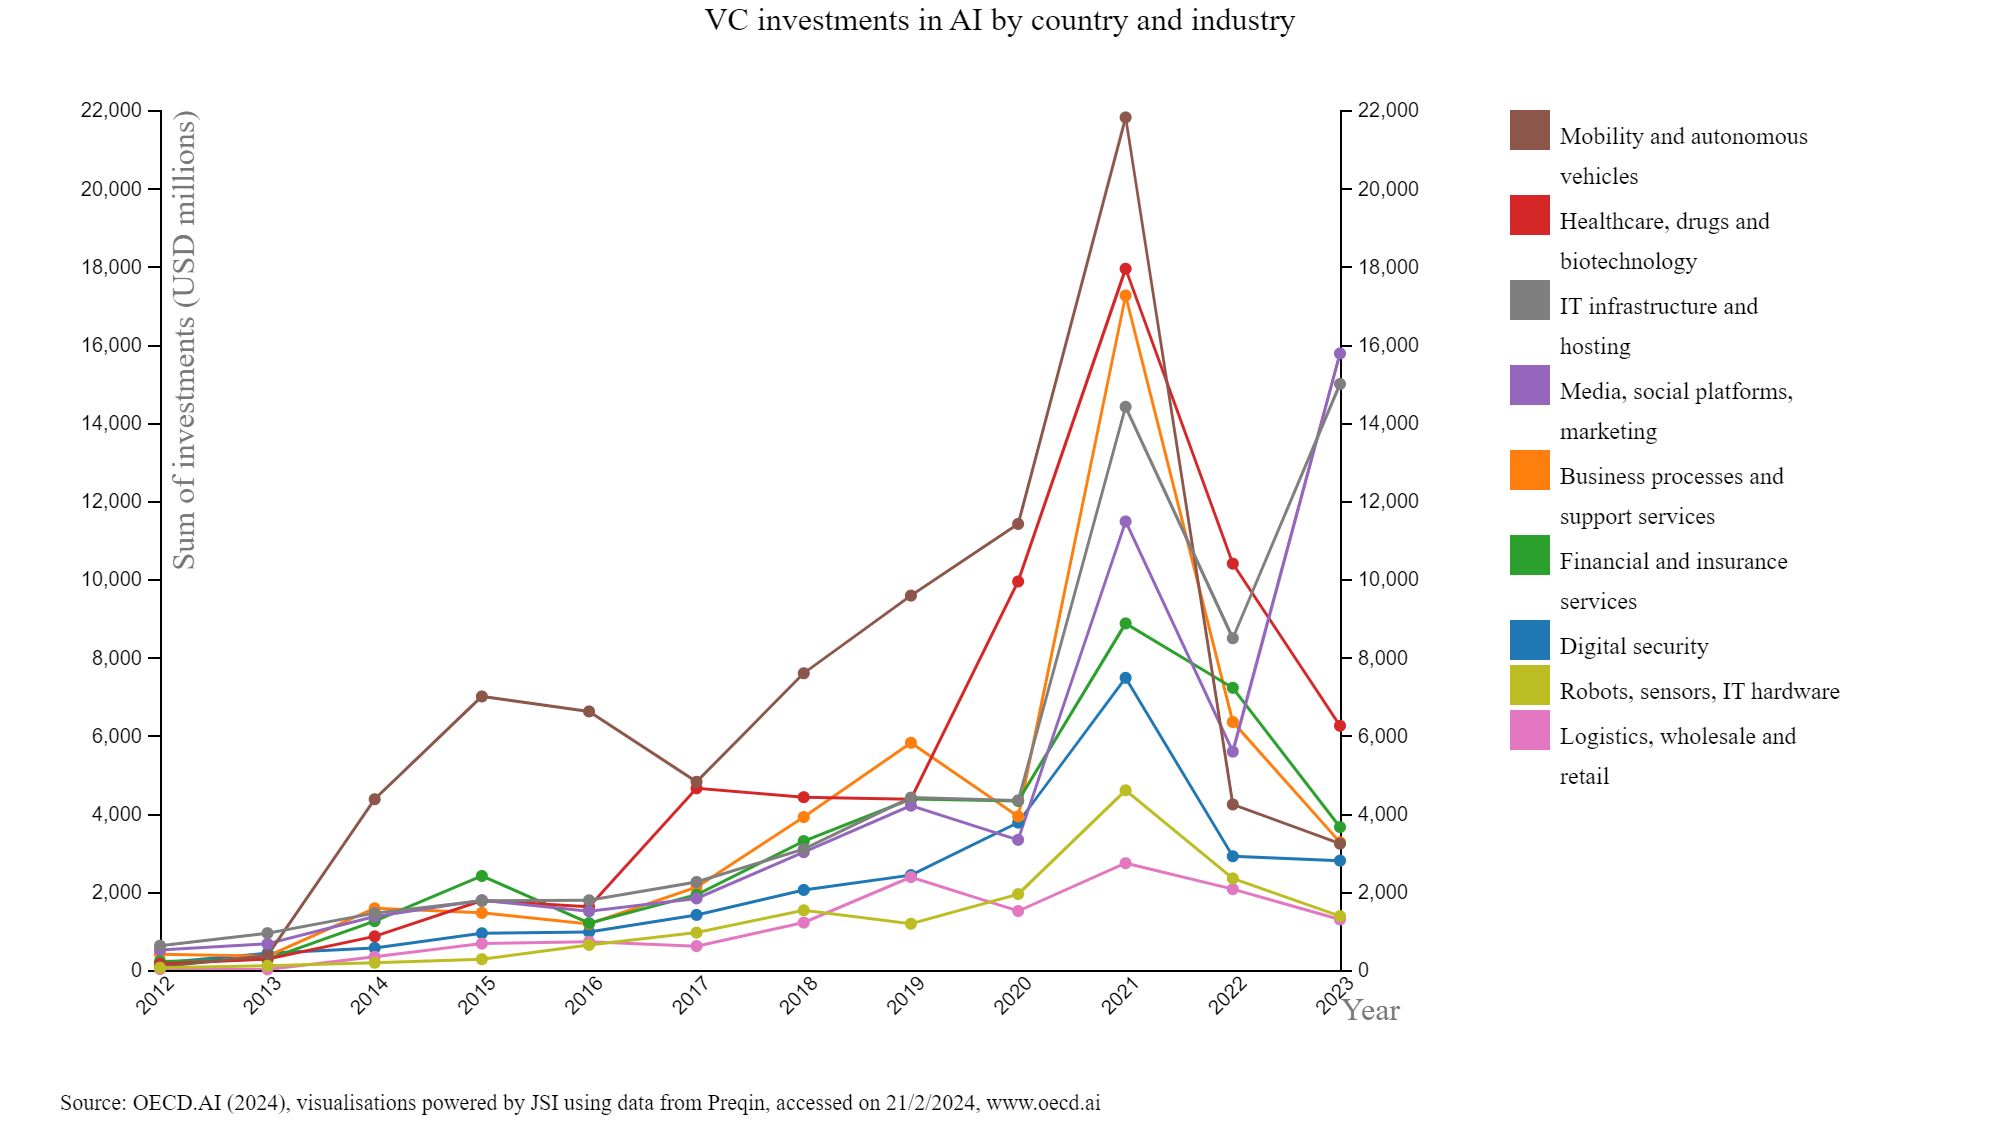 VC investments in AI by country and industry
Sum of investments (USD millions)
22,000
20,000
18,000
16,000
14,000
12,000
10,000
8,000
6,000
4,000
2,000
0
22,000
20,000
18,000
16,000
14,000
12,000
10,000
8,000
6,000
4,000
2,000
0
2012
2013
2014
2015
2016
2017
2018
2019
2020
2021
2022
2023
Year
Mobility and autonomous
vehicles
Healthcare, drugs and
biotechnology
IT infrastructure and
hosting
Media, social platforms,
marketing
Business processes and
support services
Financial and insurance
services
Digital security
Robots, sensors, IT hardware
Logistics, wholesale and
retail
Source: OECD.AI (2024), visualisations powered by JSI using data from Preqin, accessed on 21/2/2024, www.oecd.ai